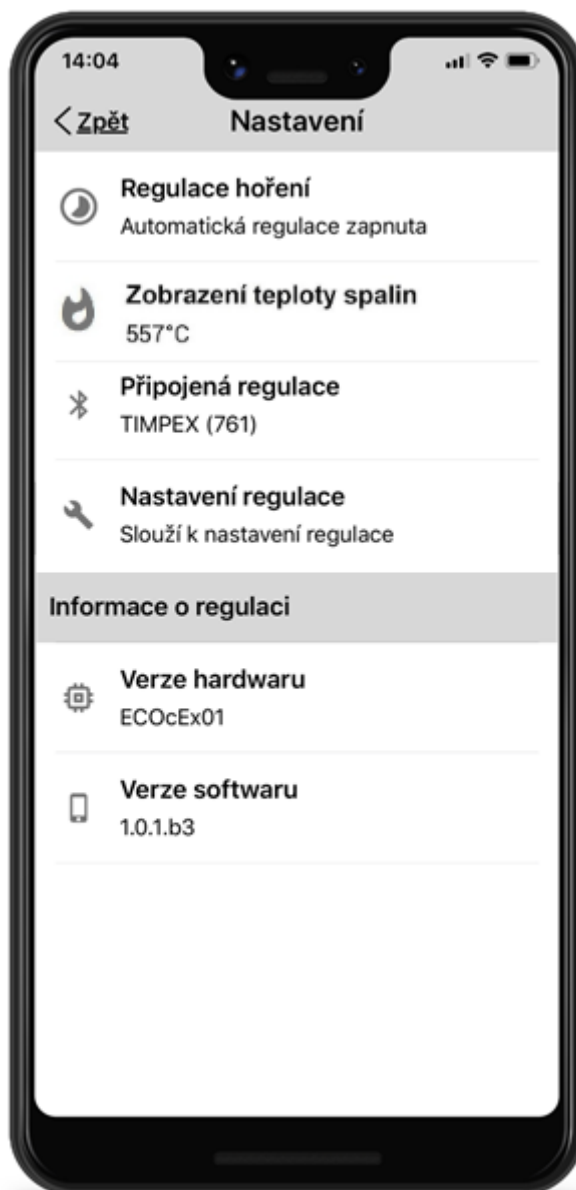 14:04
Zpět
Nastavení
Regulace hoření
Automatická regulace zapnuta
Zobrazení teploty spalin
557°C
Připojená regulace
TIMPEX (761)
Nastavení regulace
Slouží k nastavení regulace
Informace o regulaci
Verze hardwaru
ECOcEx01
Verze softwaru
1.0.1.b3